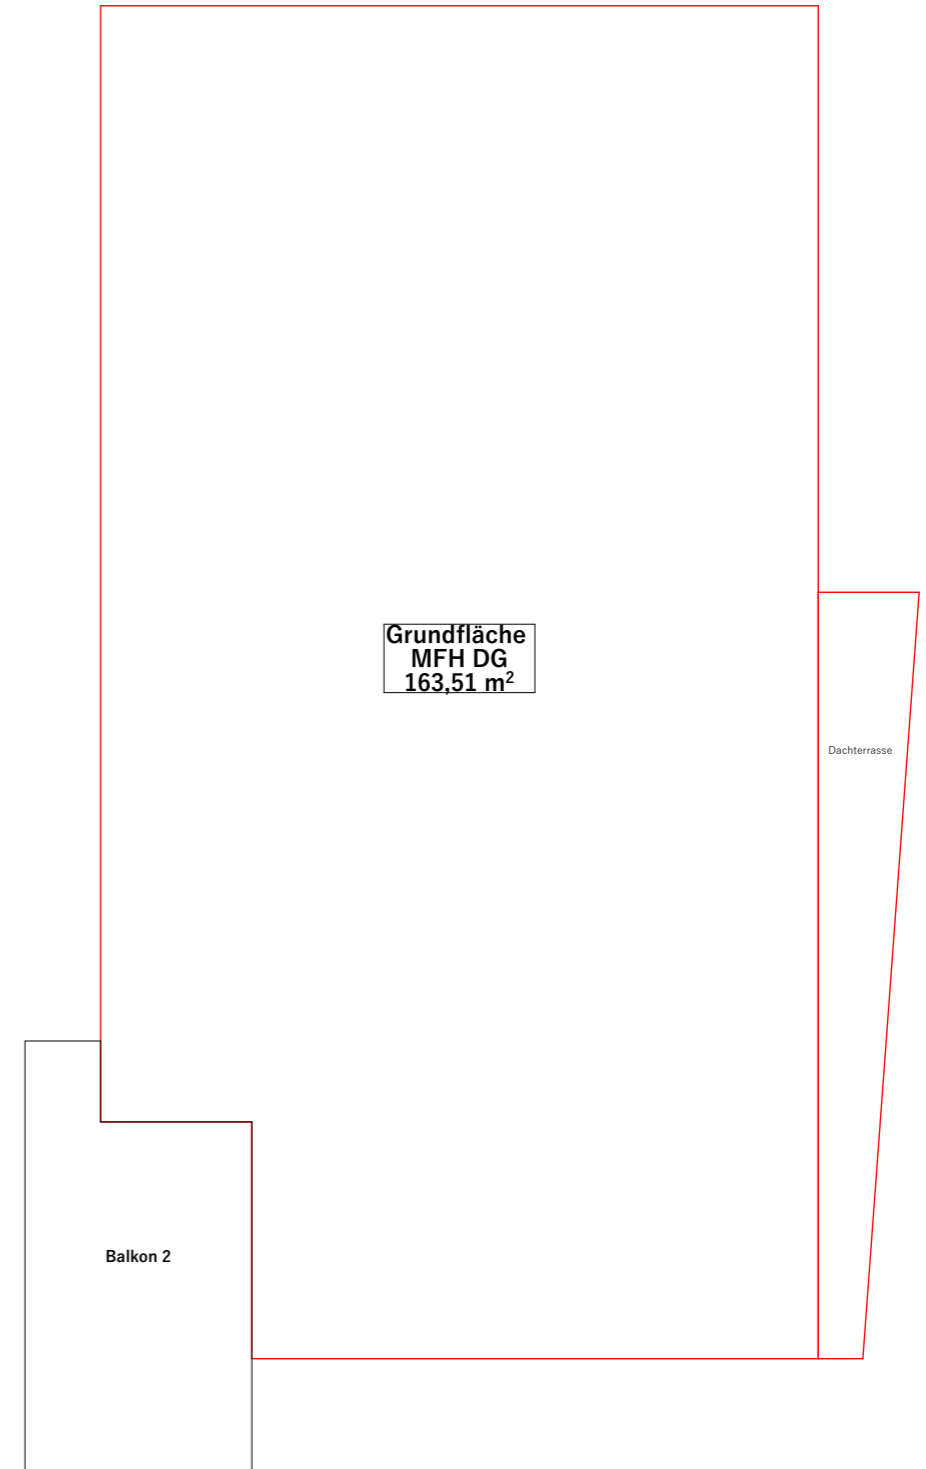 Grundfläche
MFH DG
163,51 m²
Dachterrasse
Balkon 2